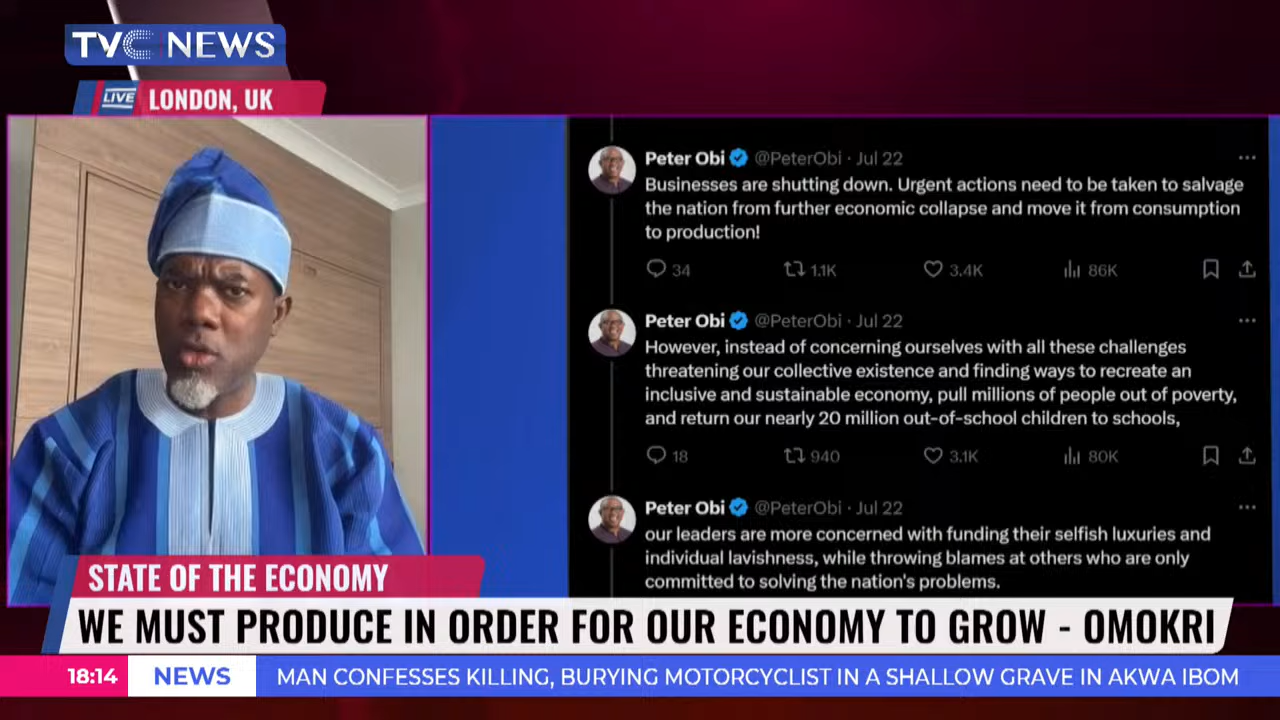 TVC NEWS
LIVE LONDON, UK
Peter Obi @PeterObi · Jul 22
Businesses are shutting down. Urgent actions need to be taken to salvage
the nation from further economic collapse and move it from consumption
to production!
34 1.1K 3.4K 86K
Peter Obi @PeterObi · Jul 22
However, instead of concerning ourselves with all these challenges
threatening our collective existence and finding ways to recreate an
inclusive and sustainable economy, pull millions of people out of poverty,
and return our nearly 20 million out-of-school children to schools,
18 940 3.1K 80K
Peter Obi @PeterObi · Jul 22
our leaders are more concerned with funding their selfish luxuries and
individual lavishness, while throwing blames at others who are only
committed to solving the nation's problems.
STATE OF THE ECONOMY
WE MUST PRODUCE IN ORDER FOR OUR ECONOMY TO GROW - OMOKRI
18:14 NEWS MAN CONFESSES KILLING, BURYING MOTORCYCLIST IN A SHALLOW GRAVE IN AKWA IBOM